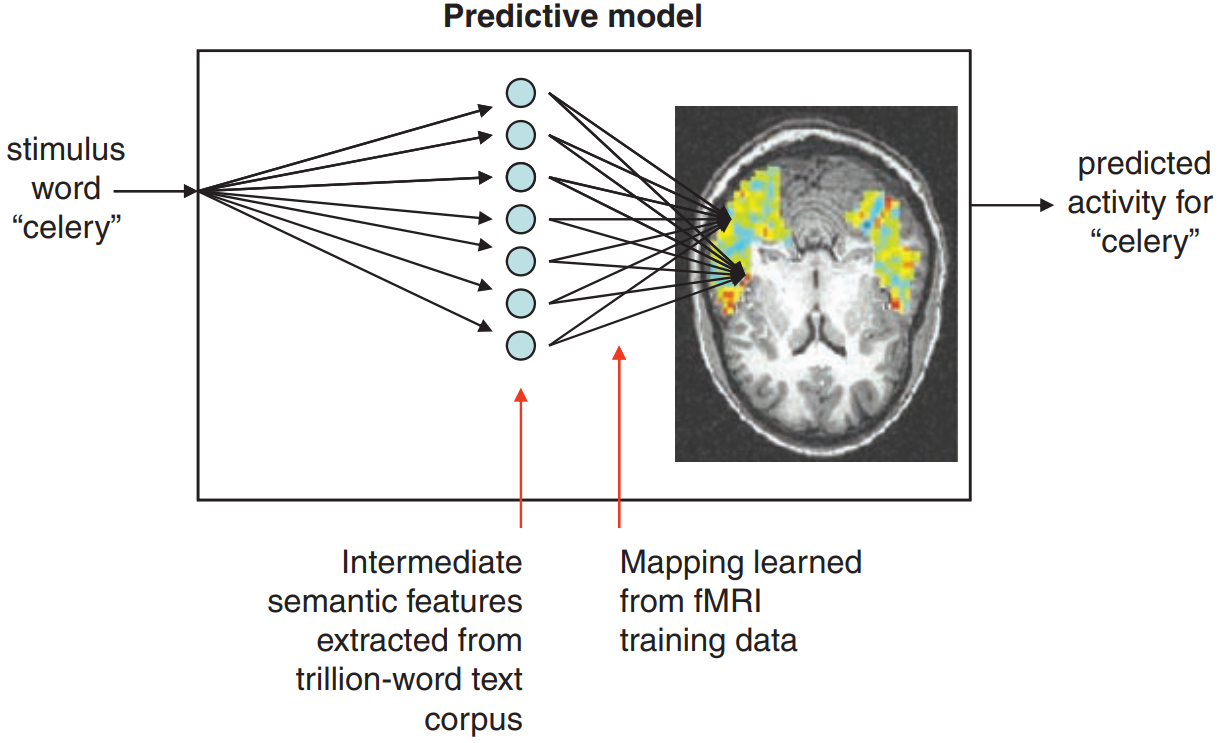 Predictive model
stimulus
word
“celery”
predicted
activity for
“celery”
Intermediate
semantic features
extracted from
trillion-word text
corpus
Mapping learned
from fMRI
training data